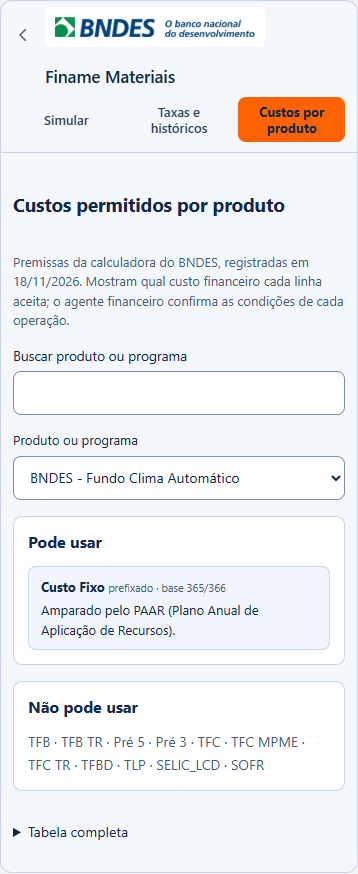 BNDES
O banco nacional
do desenvolvimento
Finame Materiais
Simular
Taxas e
históricos
Custos por
produto
Custos permitidos por produto
Premissas da calculadora do BNDES, registradas em
18/11/2026. Mostram qual custo financeiro cada linha
aceita; o agente financeiro confirma as condições de cada
operação.
Buscar produto ou programa
Produto ou programa
BNDES - Fundo Clima Automático
Pode usar
Custo Fixo prefixado · base 365/366
Amparado pelo PAAR (Plano Anual de
Aplicação de Recursos).
Não pode usar
TFB · TFB TR · Pré 5 · Pré 3 · TFC · TFC MPME ·
TFC TR · TFBD · TLP · SELIC_LCD · SOFR
Tabela completa